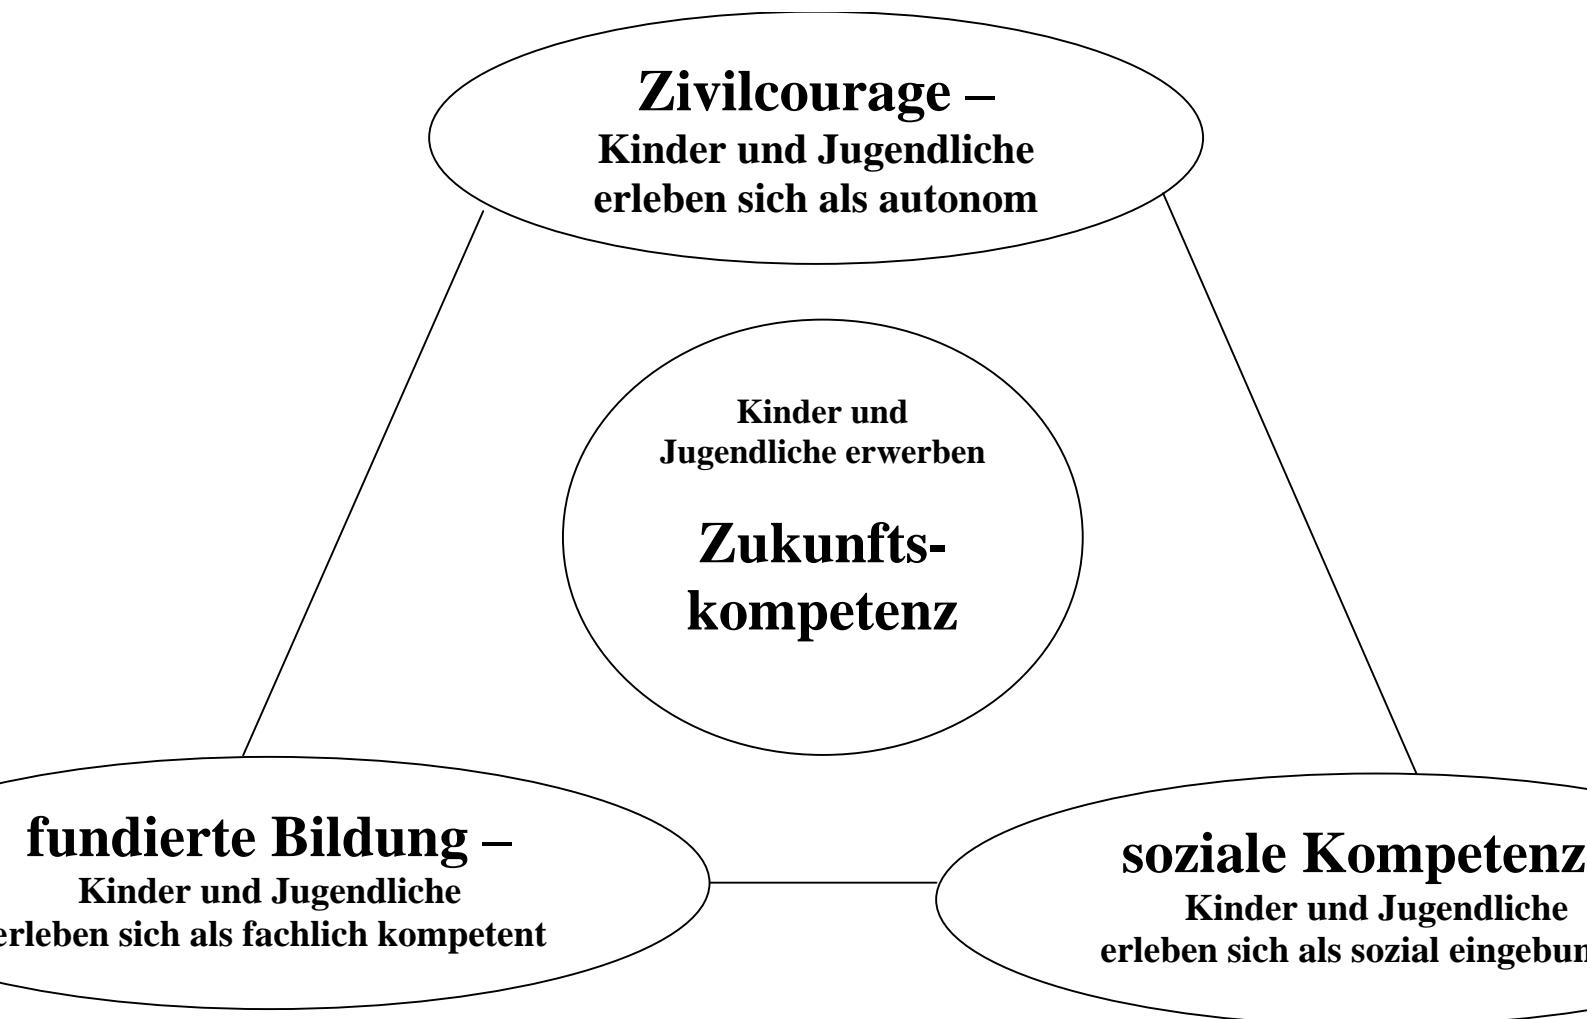 Zivilcourage –
Kinder und Jugendliche
erleben sich als autonom
Kinder und
Jugendliche erwerben
Zukunfts-
kompetenz
fundierte Bildung –
Kinder und Jugendliche
erleben sich als fachlich kompetent
soziale Kompetenz
Kinder und Jugendliche
erleben sich als sozial